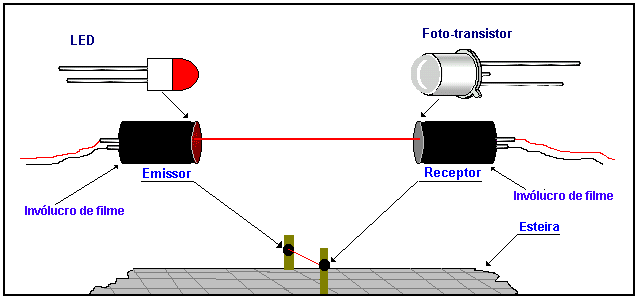 LED
Foto-transistor
Emissor
Receptor
Invólucro de filme
Invólucro de filme
Esteira